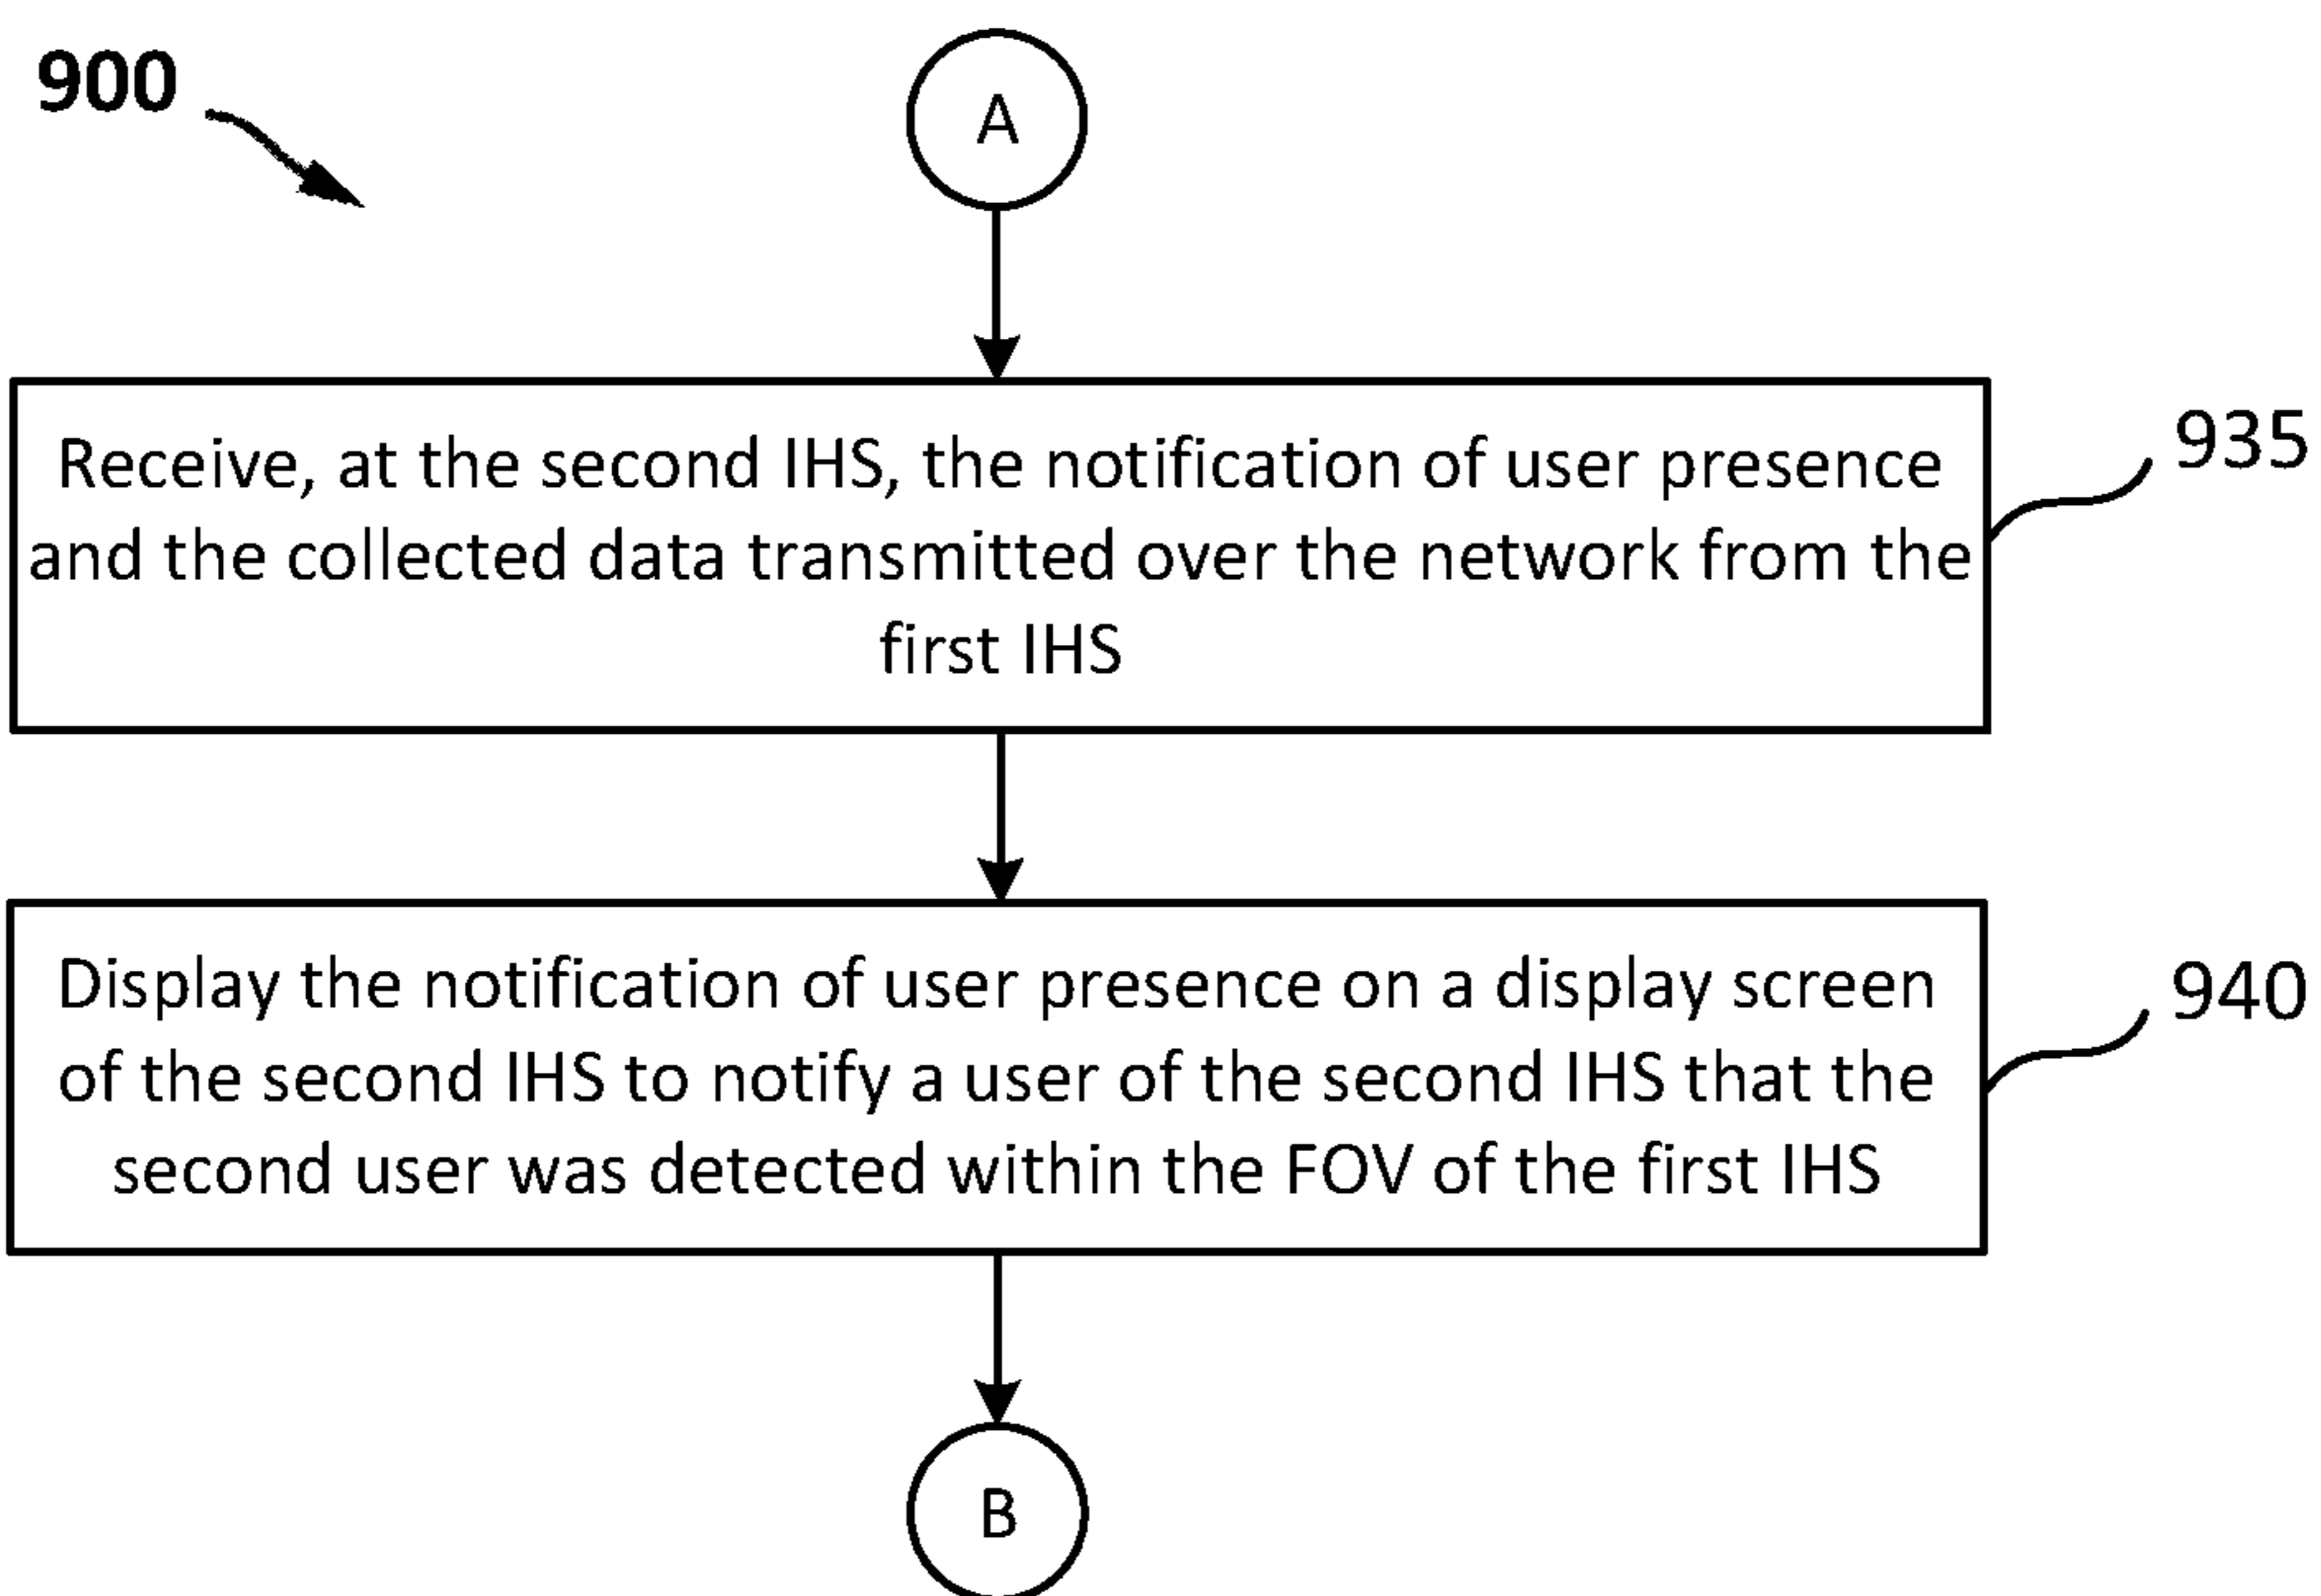 900
A
Receive, at the second IHS, the notification of user presence
and the collected data transmitted over the network from the
first IHS
935
Display the notification of user presence on a display screen
of the second IHS to notify a user of the second IHS that the
second user was detected within the FOV of the first IHS
940
B